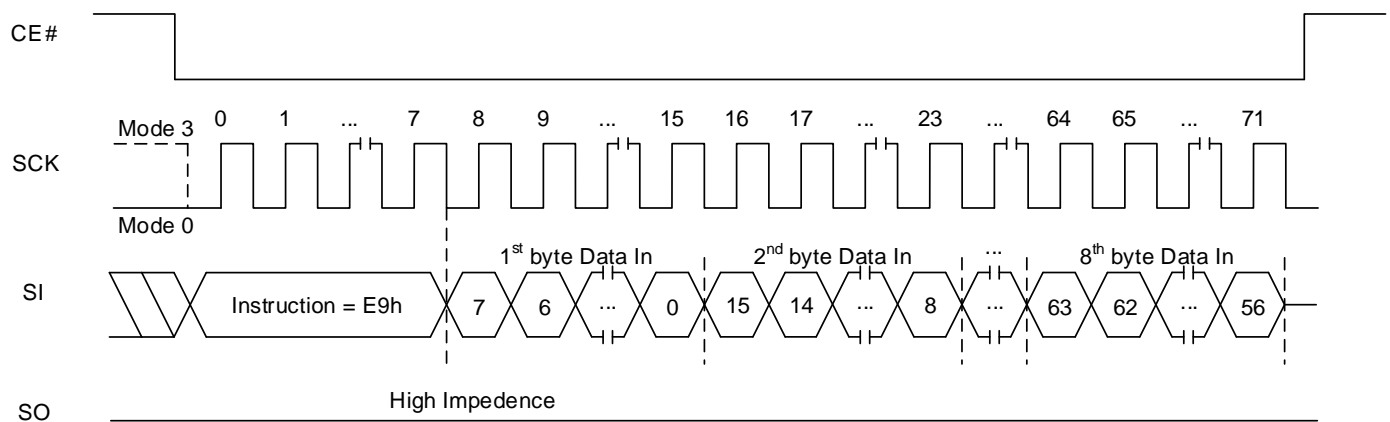 CE#
0 1 ... 7 8 9 ... 15 16 17 ... 23 ... 64 65 ... 71
Mode 3
SCK
Mode 0
1st byte Data In 2nd byte Data In ... 8th byte Data In
SI Instruction = E9h 7 6 ... 0 15 14 ... 8 ... 63 62 ... 56
High Impedence
SO